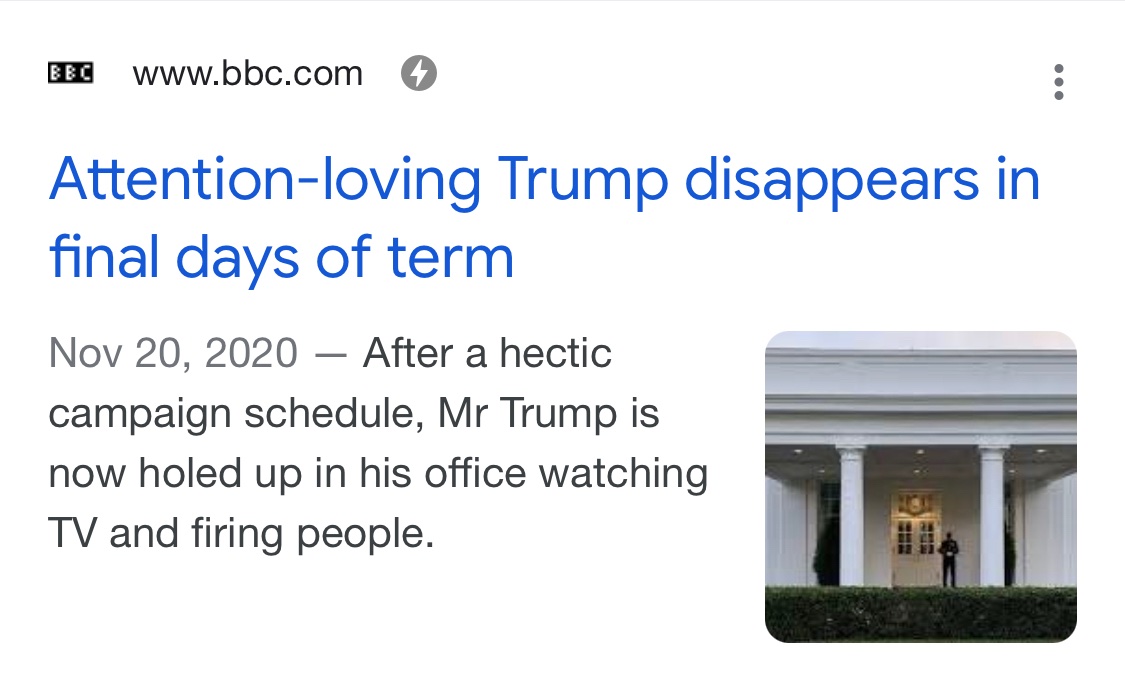 BBC www.bbc.com
Attention-loving Trump disappears in
final days of term
Nov 20, 2020 — After a hectic
campaign schedule, Mr Trump is
now holed up in his office watching
TV and firing people.